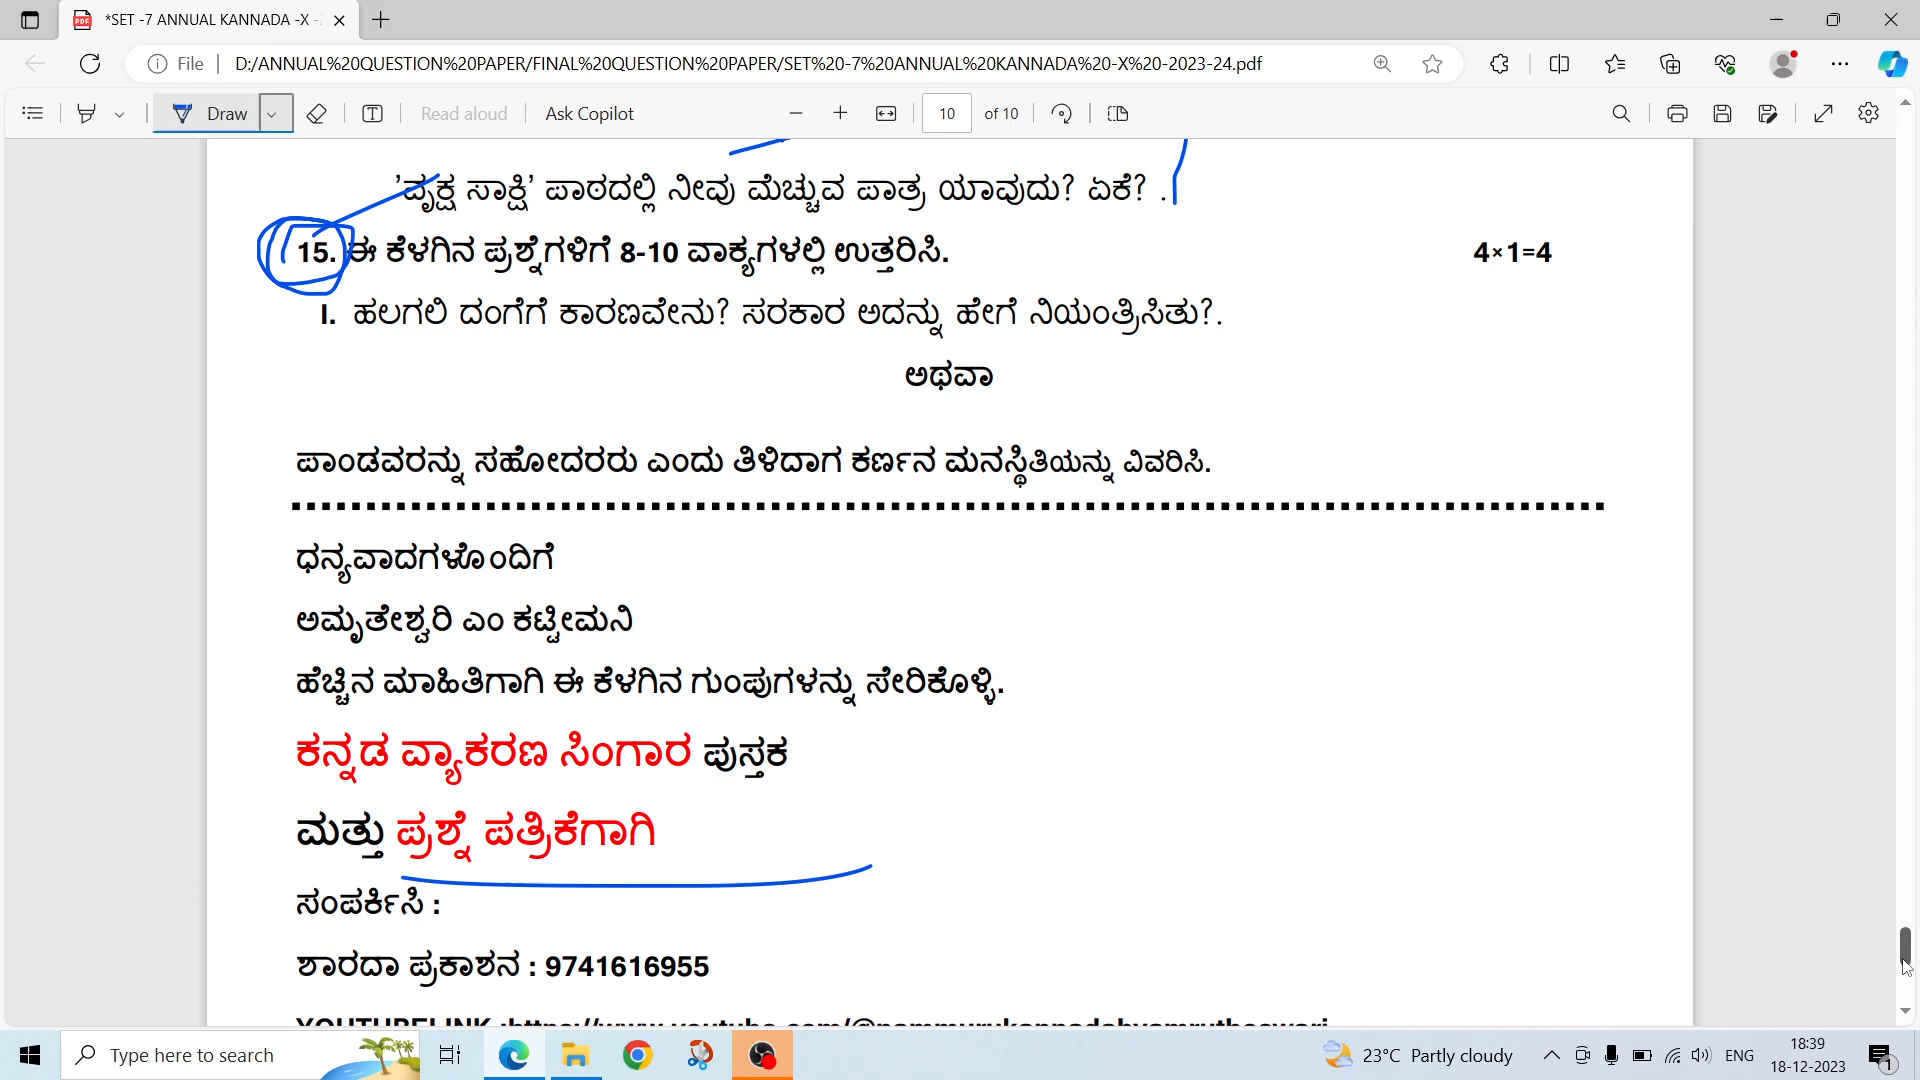 *SET -7 ANNUAL KANNADA -X -
File
D:/ANNUAL%20QUESTION%20PAPER/FINAL%20QUESTION%20PAPER/SET%20-7%20ANNUAL%20KANNADA%20-X%20-2023-24.pdf
Draw
Read aloud
Ask Copilot
10 of 10
'ವೃಕ್ಷ ಸಾಕ್ಷಿ' ಪಾಠದಲ್ಲಿ ನೀವು ಮೆಚ್ಚುವ ಪಾತ್ರ ಯಾವುದು? ಏಕೆ? .
15. ಈ ಕೆಳಗಿನ ಪ್ರಶ್ನೆಗಳಿಗೆ 8-10 ವಾಕ್ಯಗಳಲ್ಲಿ ಉತ್ತರಿಸಿ. 4×1=4
I. ಹಲಗಲಿ ದಂಗೆಗೆ ಕಾರಣವೇನು? ಸರಕಾರ ಅದನ್ನು ಹೇಗೆ ನಿಯಂತ್ರಿಸಿತು?.
ಅಥವಾ
ಪಾಂಡವರನ್ನು ಸಹೋದರರು ಎಂದು ತಿಳಿದಾಗ ಕರ್ಣನ ಮನಸ್ಥಿತಿಯನ್ನು ವಿವರಿಸಿ.
ಧನ್ಯವಾದಗಳೊಂದಿಗೆ
ಅಮೃತೇಶ್ವರಿ ಎಂ ಕಟ್ಟೀಮನಿ
ಹೆಚ್ಚಿನ ಮಾಹಿತಿಗಾಗಿ ಈ ಕೆಳಗಿನ ಗುಂಪುಗಳನ್ನು ಸೇರಿಕೊಳ್ಳಿ.
ಕನ್ನಡ ವ್ಯಾಕರಣ ಸಿಂಗಾರ ಪುಸ್ತಕ
ಮತ್ತು ಪ್ರಶ್ನೆ ಪತ್ರಿಕೆಗಾಗಿ
ಸಂಪರ್ಕಿಸಿ :
ಶಾರದಾ ಪ್ರಕಾಶನ : 9741616955
Type here to search
23°C Partly cloudy
ENG
18:39
18-12-2023
1